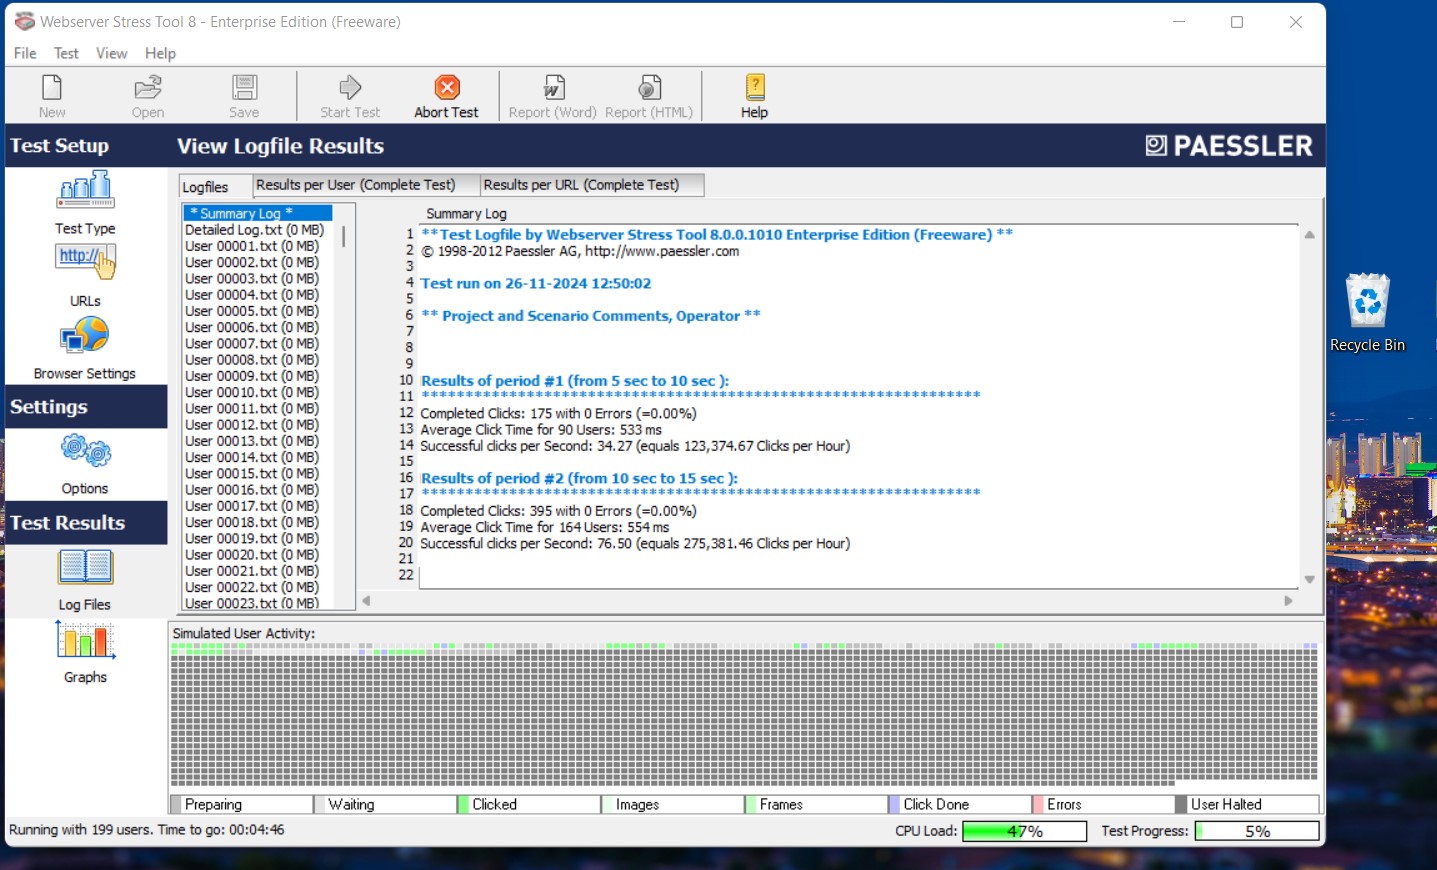 Webserver Stress Tool 8 - Enterprise Edition (Freeware)
File Test View Help
New Open Save Start Test Abort Test Report (Word) Report (HTML) Help
Test Setup
View Logfile Results
PAESSLER
Test Type
http://
URLs
Browser Settings
Settings
Options
Test Results
Log Files
Graphs
Logfiles Results per User (Complete Test) Results per URL (Complete Test)
* Summary Log *
Detailed Log.txt (0 MB)
User 00001.txt (0 MB)
User 00002.txt (0 MB)
User 00003.txt (0 MB)
User 00004.txt (0 MB)
User 00005.txt (0 MB)
User 00006.txt (0 MB)
User 00007.txt (0 MB)
User 00008.txt (0 MB)
User 00009.txt (0 MB)
User 00010.txt (0 MB)
User 00011.txt (0 MB)
User 00012.txt (0 MB)
User 00013.txt (0 MB)
User 00014.txt (0 MB)
User 00015.txt (0 MB)
User 00016.txt (0 MB)
User 00017.txt (0 MB)
User 00018.txt (0 MB)
User 00019.txt (0 MB)
User 00020.txt (0 MB)
User 00021.txt (0 MB)
User 00022.txt (0 MB)
User 00023.txt (0 MB)
Summary Log
1 **Test Logfile by Webserver Stress Tool 8.0.0.1010 Enterprise Edition (Freeware) **
2 © 1998-2012 Paessler AG, http://www.paessler.com
3
4 Test run on 26-11-2024 12:50:02
5
6 ** Project and Scenario Comments, Operator **
7
8
9
10 Results of period #1 (from 5 sec to 10 sec ):
11 ****************************************************************
12 Completed Clicks: 175 with 0 Errors (=0.00%)
13 Average Click Time for 90 Users: 533 ms
14 Successful clicks per Second: 34.27 (equals 123,374.67 Clicks per Hour)
15
16 Results of period #2 (from 10 sec to 15 sec ):
17 ****************************************************************
18 Completed Clicks: 395 with 0 Errors (=0.00%)
19 Average Click Time for 164 Users: 554 ms
20 Successful clicks per Second: 76.50 (equals 275,381.46 Clicks per Hour)
21
22
Simulated User Activity:
Preparing Waiting Clicked Images Frames Click Done Errors User Halted
Running with 199 users. Time to go: 00:04:46
CPU Load: 47% Test Progress: 5%
Recycle Bin